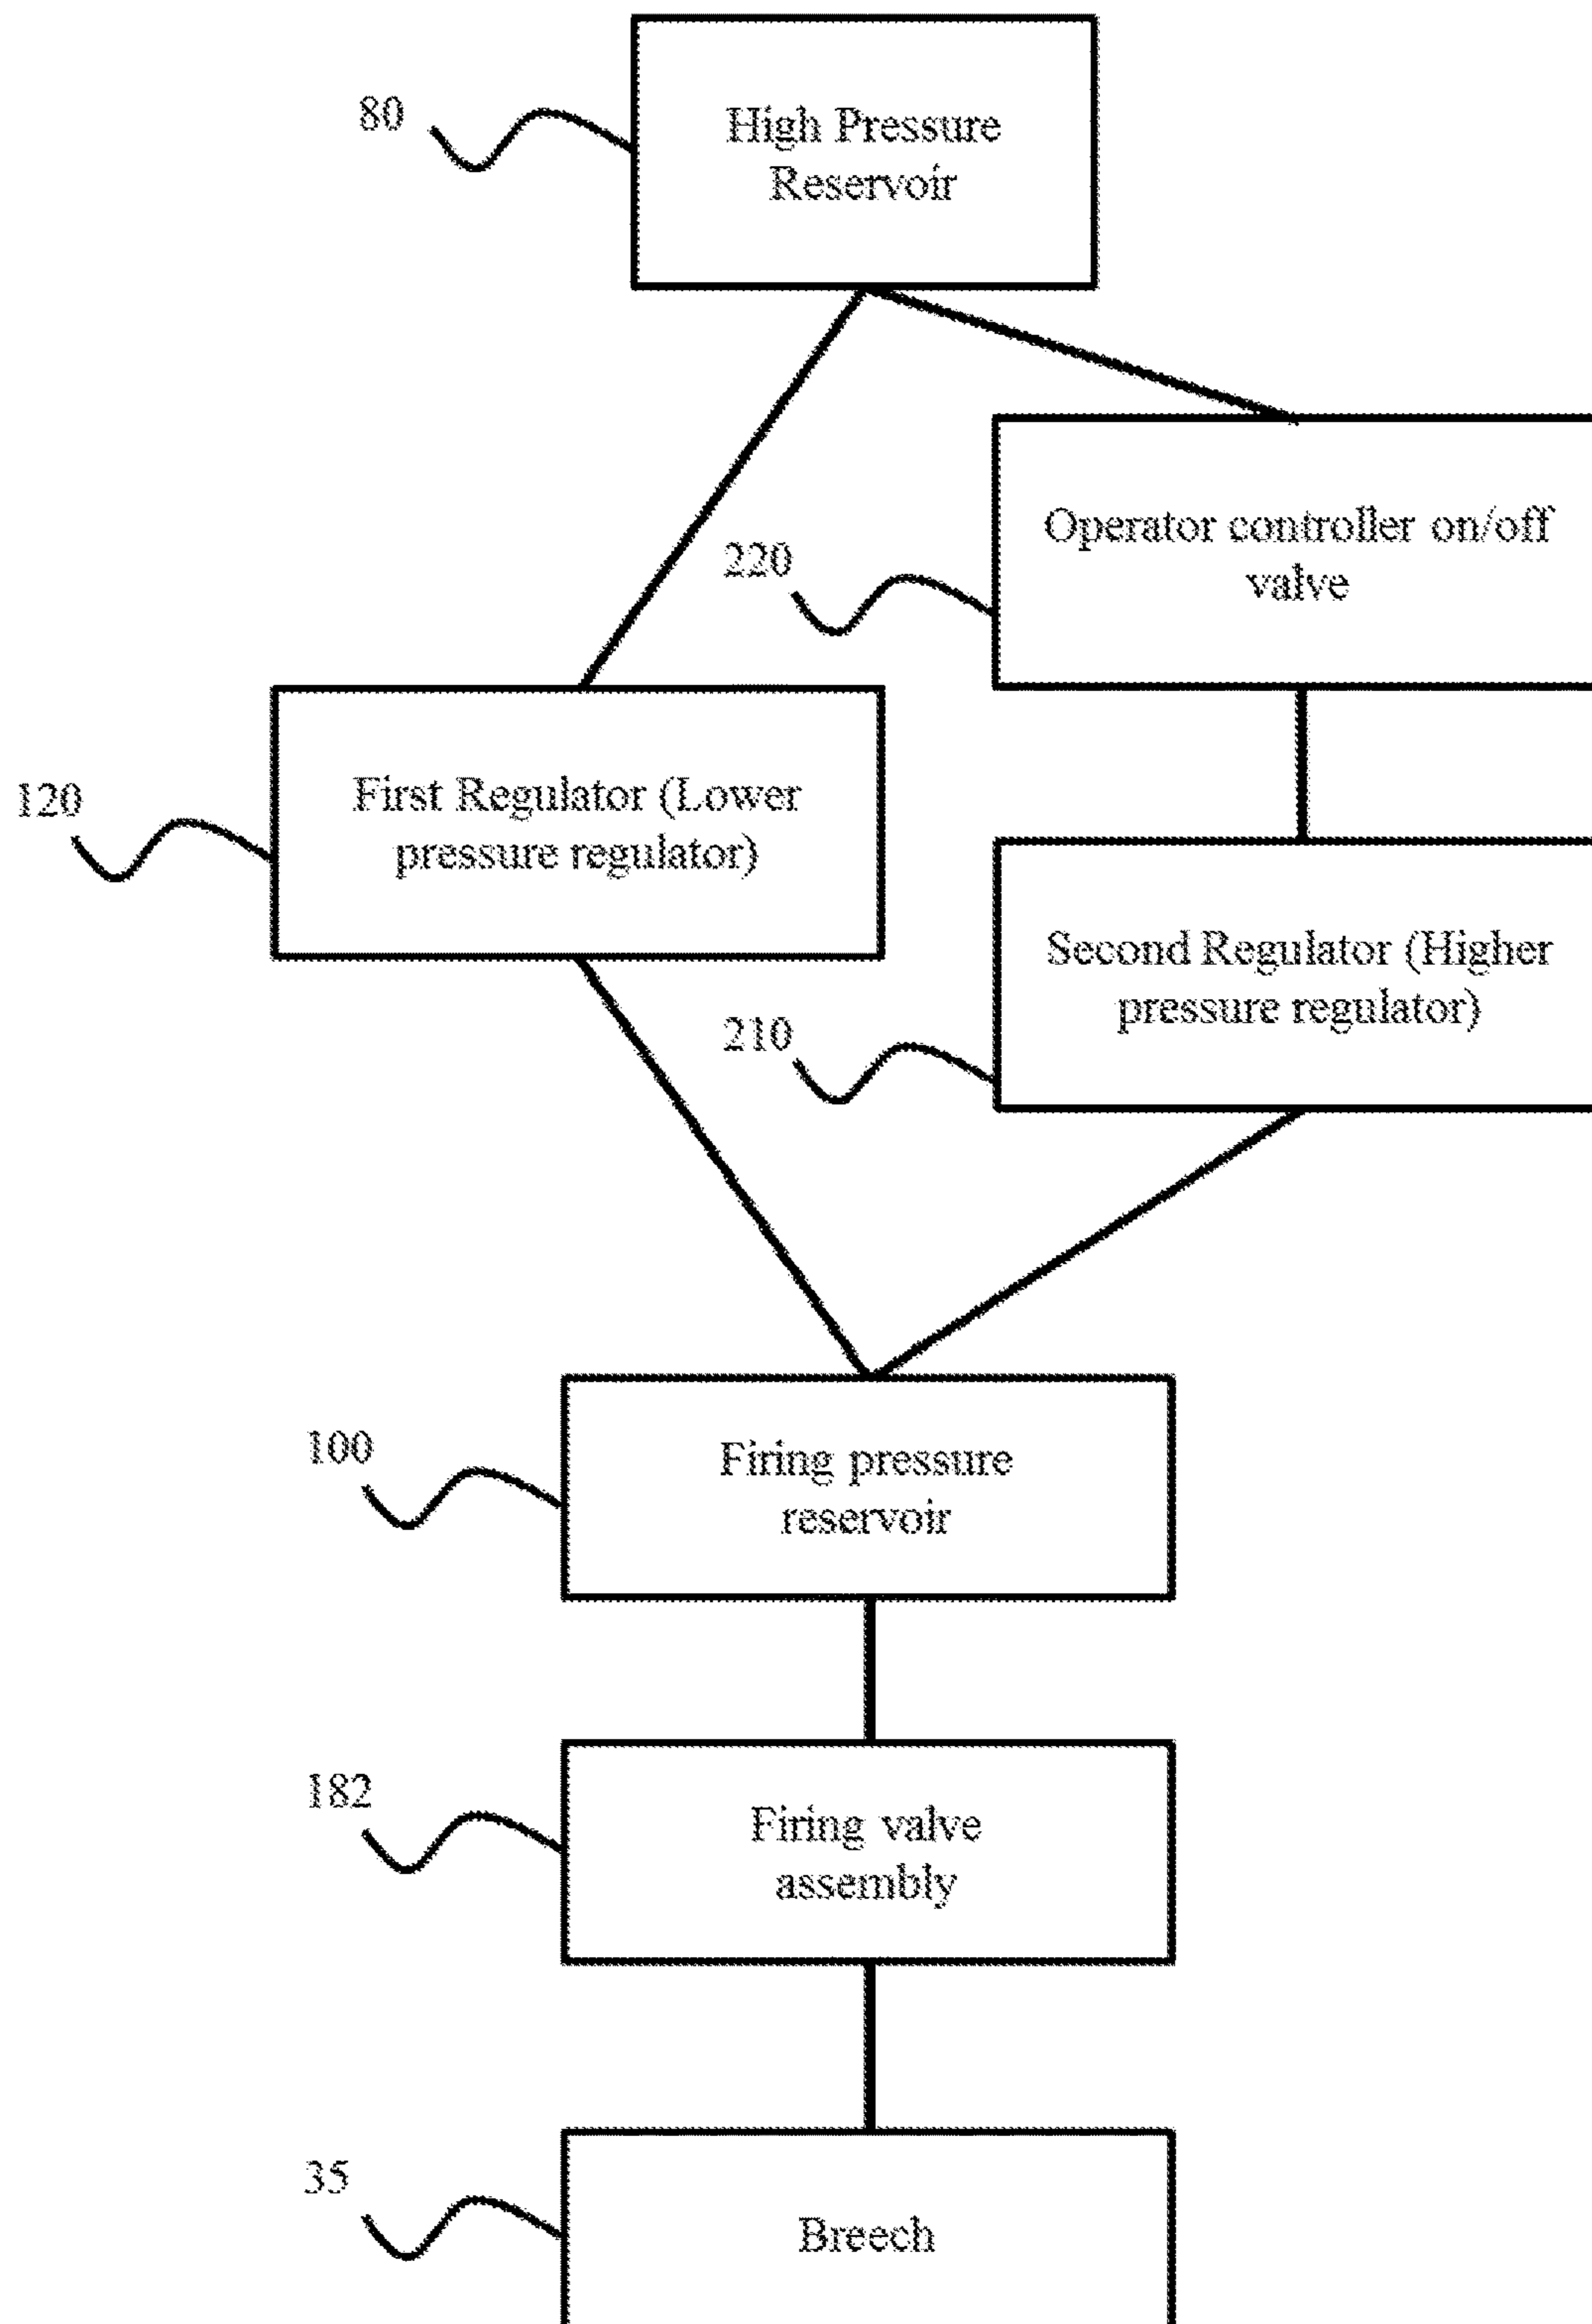 80
High Pressure
Reservoir
220
Operator controller on/off
valve
120
First Regulator (Lower
pressure regulator)
210
Second Regulator (Higher
pressure regulator)
100
Firing pressure
reservoir
182
Firing valve
assembly
35
Breech